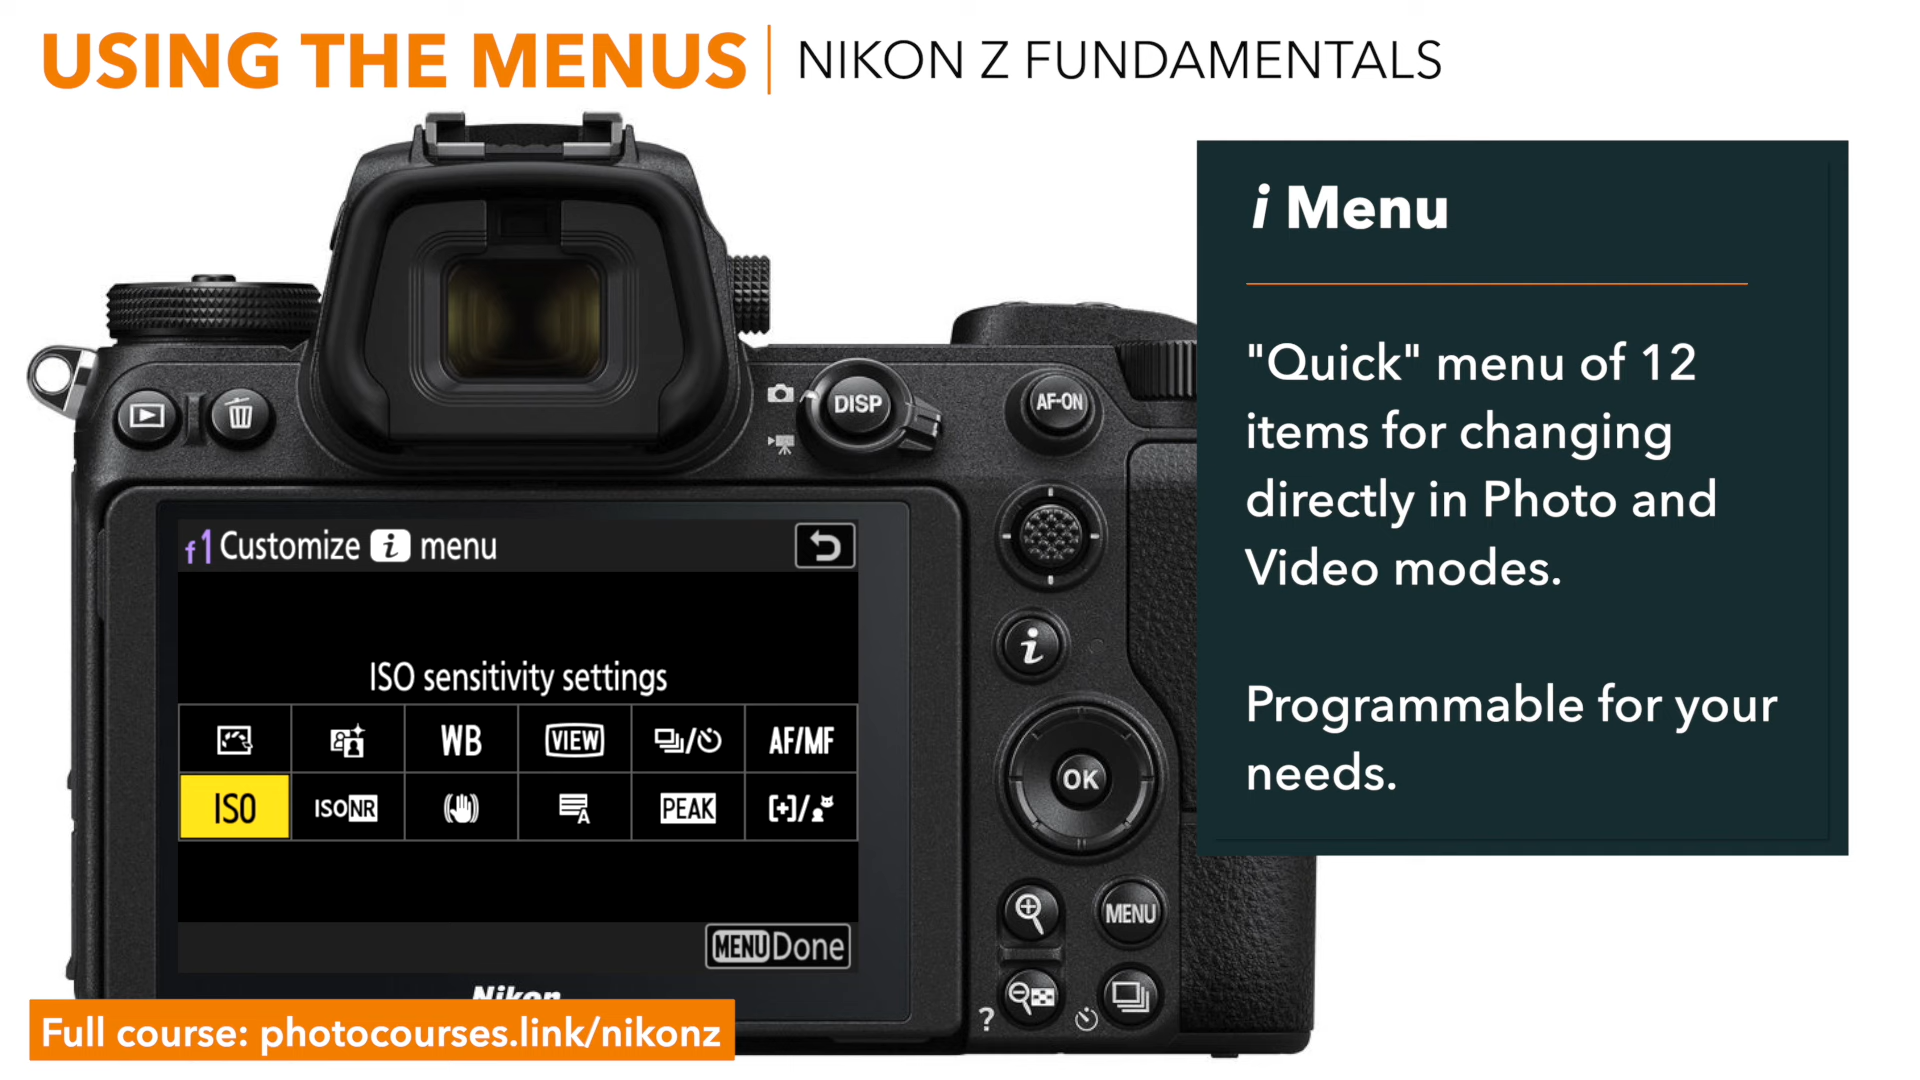 USING THE MENUS | NIKON Z FUNDAMENTALS
i Menu
"Quick" menu of 12
items for changing
directly in Photo and
Video modes.
Programmable for your
needs.
DISP
AF-ON
f1 Customize i menu
ISO sensitivity settings
WB VIEW AF/MF
ISO ISO NR A PEAK
MENU Done
i
OK
MENU
?
Nikon
Full course: photocourses.link/nikonz